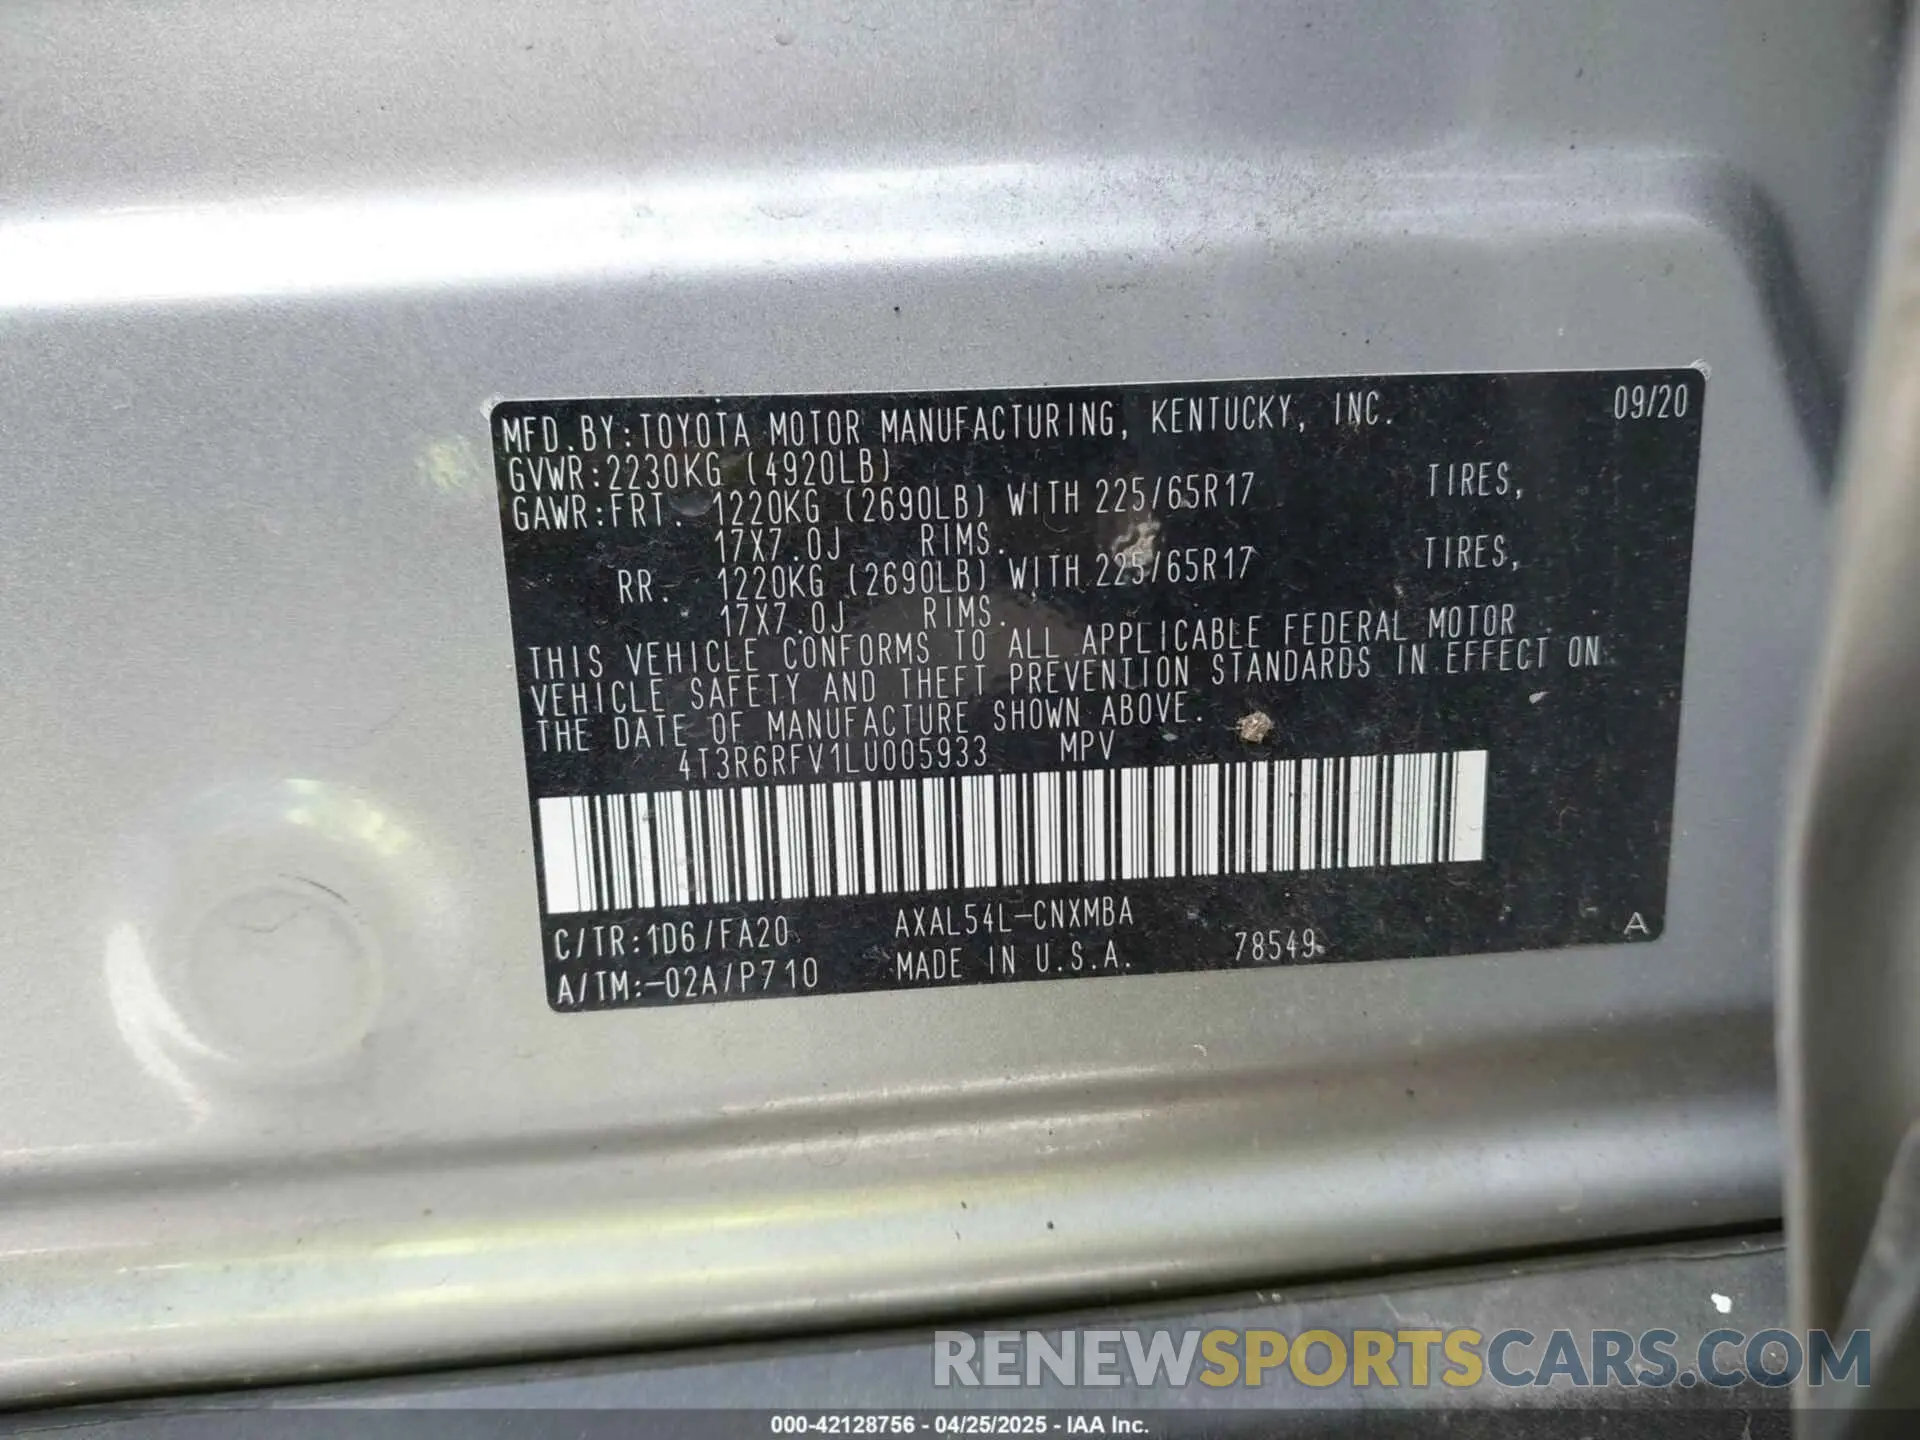 MFD.BY:TOYOTA MOTOR MANUFACTURING, KENTUCKY, INC. 09/20
GVWR:2230KG (4920LB)
GAWR:FRT. 1220KG (2690LB) WITH 225/65R17 TIRES,
17X7.0J RIMS.
RR. 1220KG (2690LB) WITH 225/65R17 TIRES,
17X7.0J RIMS.
THIS VEHICLE CONFORMS TO ALL APPLICABLE FEDERAL MOTOR
VEHICLE SAFETY AND THEFT PREVENTION STANDARDS IN EFFECT ON
THE DATE OF MANUFACTURE SHOWN ABOVE.
4T3R6RFV1LU005933 MPV
C/TR:1D6/FA20 AXAL54L-CNXMBA
A/TM:-02A/P710 MADE IN U.S.A. 78549 A
RENEWSPORTSCARS.COM
000-42128756 - 04/25/2025 - IAA Inc.